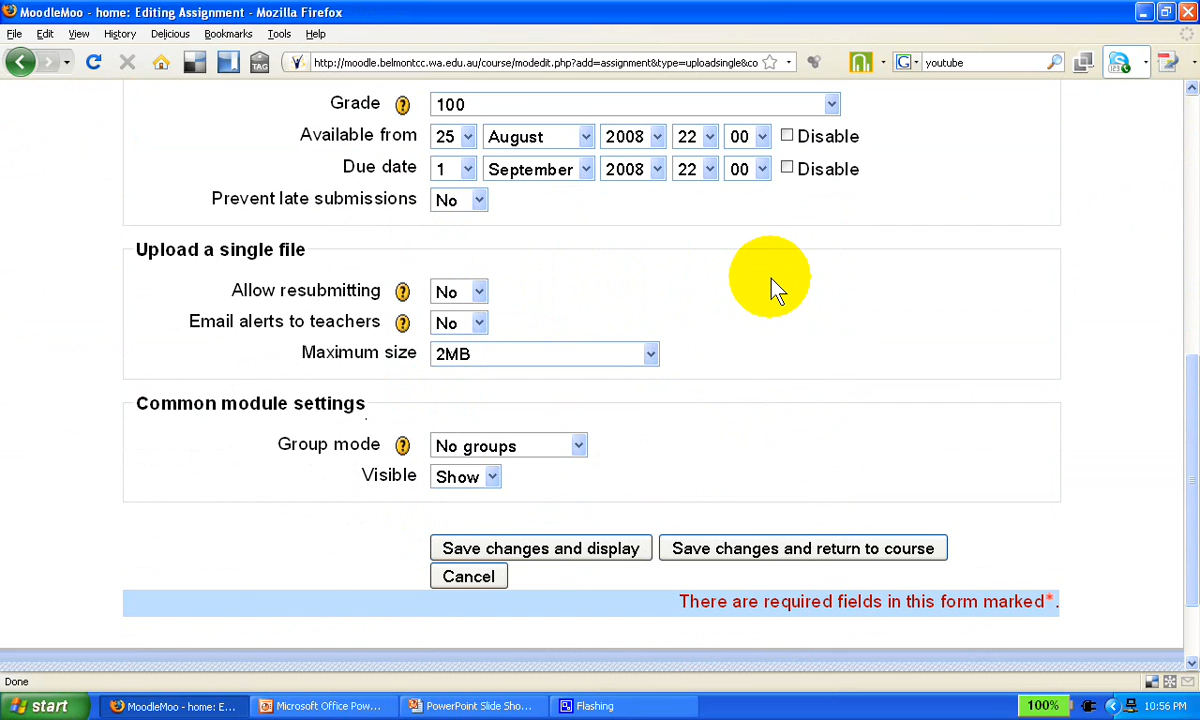 MoodleMoo - home: Editing Assignment - Mozilla Firefox
File Edit View History Delicious Bookmarks Tools Help
TAG http://moodle.belmontcc.wa.edu.au/course/modedit.php?add=assignment&type=uploadsingle&co G youtube
Grade 100
Available from 25 August 2008 22 00 Disable
Due date 1 September 2008 22 00 Disable
Prevent late submissions No
Upload a single file
Allow resubmitting No
Email alerts to teachers No
Maximum size 2MB
Common module settings
Group mode No groups
Visible Show
Save changes and display Save changes and return to course
Cancel
There are required fields in this form marked*.
Done
start MoodleMoo - home: E... Microsoft Office Pow... PowerPoint Slide Sho... Flashing 100% 10:56 PM